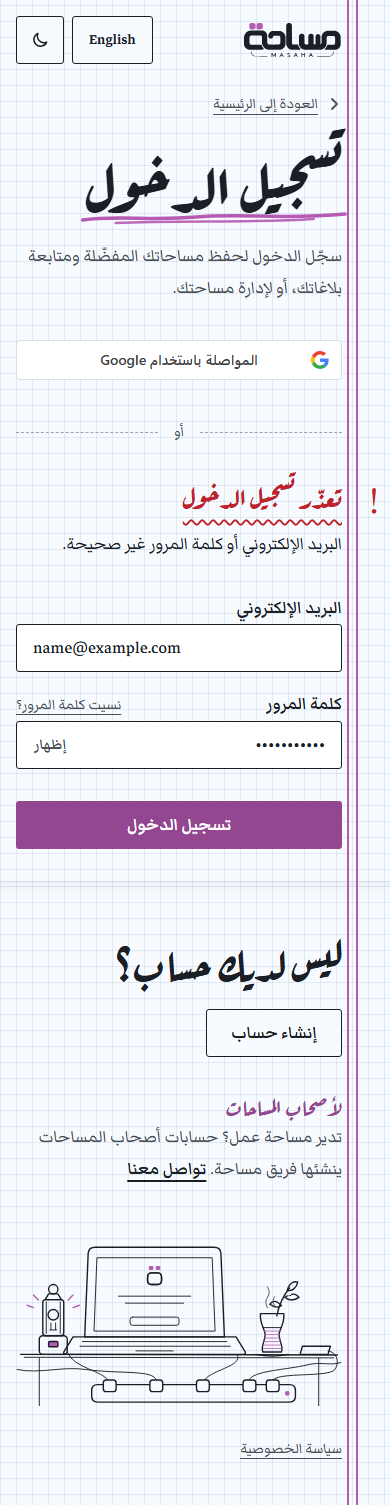 مساحة
MASAHA
English
العودة إلى الرئيسية
تسجيل الدخول
سجّل الدخول لحفظ مساحاتك المفضّلة ومتابعة
بلاغاتك، أو لإدارة مساحتك.
المواصلة باستخدام Google
أو
!
تعذّر تسجيل الدخول
البريد الإلكتروني أو كلمة المرور غير صحيحة.
البريد الإلكتروني
name@example.com
كلمة المرور
نسيت كلمة المرور؟
•••••••••••
إظهار
تسجيل الدخول
ليس لديك حساب؟
إنشاء حساب
لأصحاب المساحات
تدير مساحة عمل؟ حسابات أصحاب المساحات
ينشئها فريق مساحة. تواصل معنا
سياسة الخصوصية